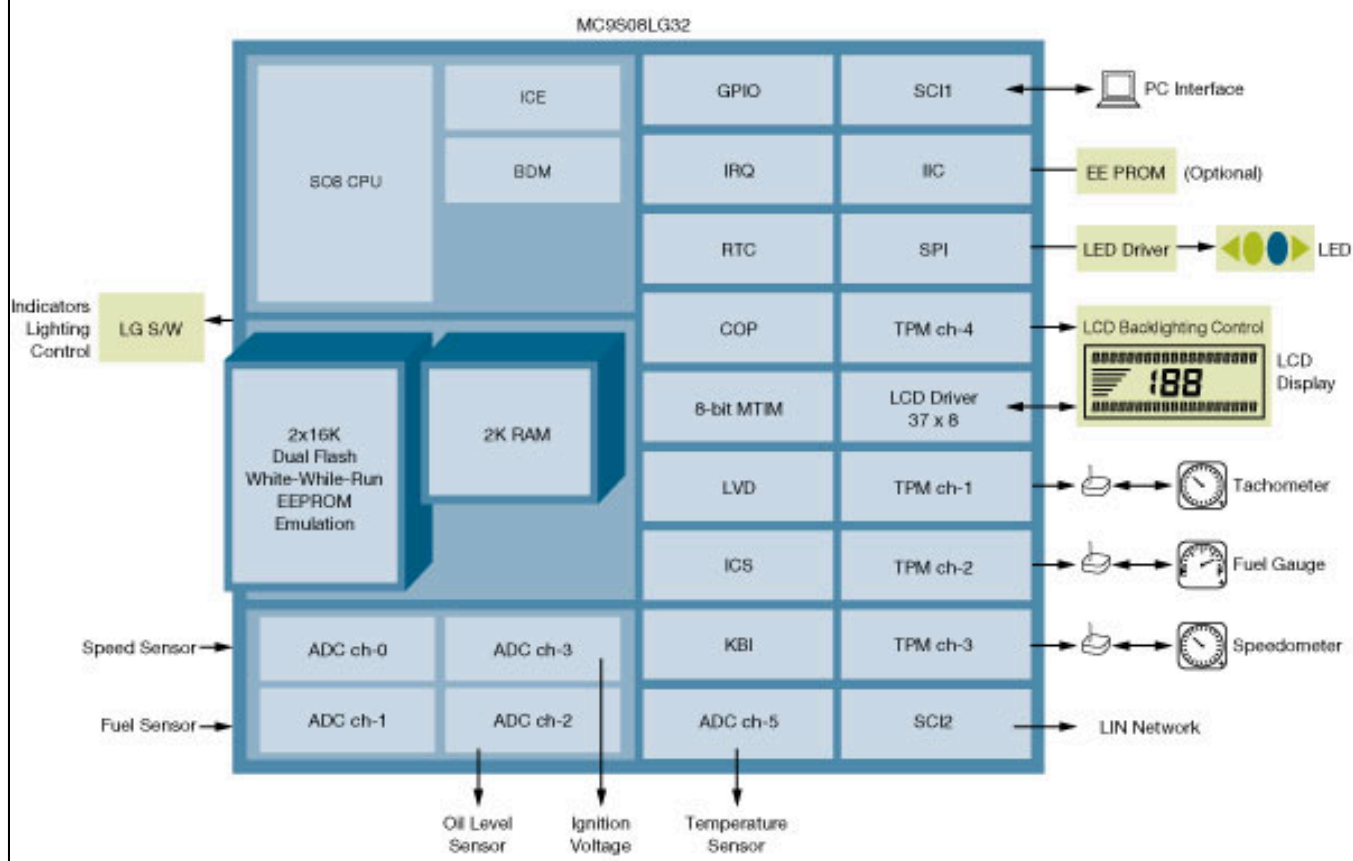 MC9S08LG32
S08 CPU
ICE
BDM
GPIO
SCI1
PC Interface
IRQ
IIC
EE PROM (Optional)
RTC
SPI
LED Driver
LED
Indicators
Lighting
Control
LG S/W
COP
TPM ch-4
LCD Backlighting Control
188
LCD
Display
8-bit MTIM
LCD Driver
37 x 8
2x16K
Dual Flash
White-While-Run
EEPROM
Emulation
2K RAM
LVD
TPM ch-1
Tachometer
ICS
TPM ch-2
Fuel Gauge
Speed Sensor
ADC ch-0
ADC ch-3
KBI
TPM ch-3
Speedometer
Fuel Sensor
ADC ch-1
ADC ch-2
ADC ch-5
SCI2
LIN Network
Oil Level
Sensor
Ignition
Voltage
Temperature
Sensor